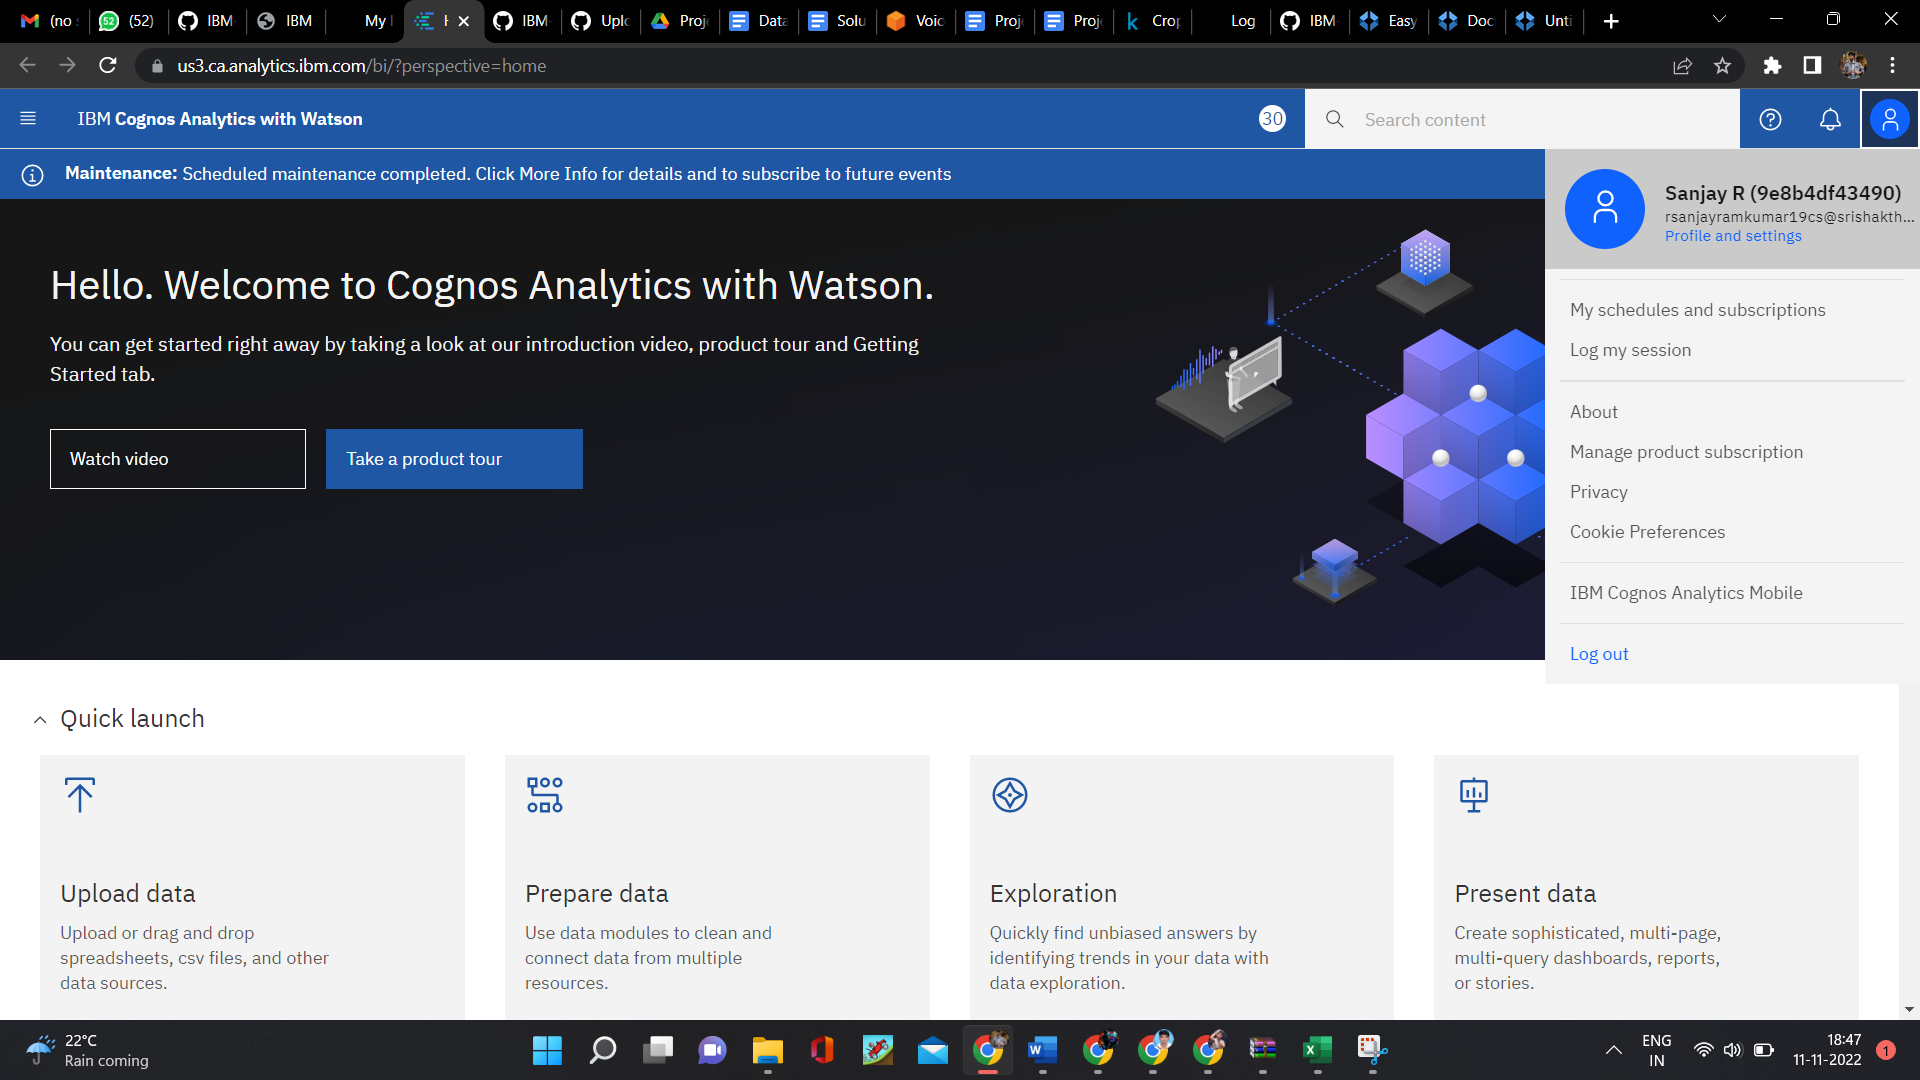 (no s
(52)
IBM-
IBM
My I
H
IBM-
Uplo
Proje
Data
Solu
Voic
Proje
Proje
Crop
Log
IBM-
Easy
Doc
Unti
us3.ca.analytics.ibm.com/bi/?perspective=home
IBM Cognos Analytics with Watson
30
Search content
Maintenance: Scheduled maintenance completed. Click More Info for details and to subscribe to future events
Sanjay R (9e8b4df43490)
rsanjayramkumar19cs@srishakth...
Profile and settings
Hello. Welcome to Cognos Analytics with Watson.
You can get started right away by taking a look at our introduction video, product tour and Getting
Started tab.
Watch video
Take a product tour
My schedules and subscriptions
Log my session
About
Manage product subscription
Privacy
Cookie Preferences
IBM Cognos Analytics Mobile
Log out
Quick launch
Upload data
Upload or drag and drop
spreadsheets, csv files, and other
data sources.
Prepare data
Use data modules to clean and
connect data from multiple
resources.
Exploration
Quickly find unbiased answers by
identifying trends in your data with
data exploration.
Present data
Create sophisticated, multi-page,
multi-query dashboards, reports,
or stories.
22°C
Rain coming
ENG
IN
18:47
11-11-2022
1